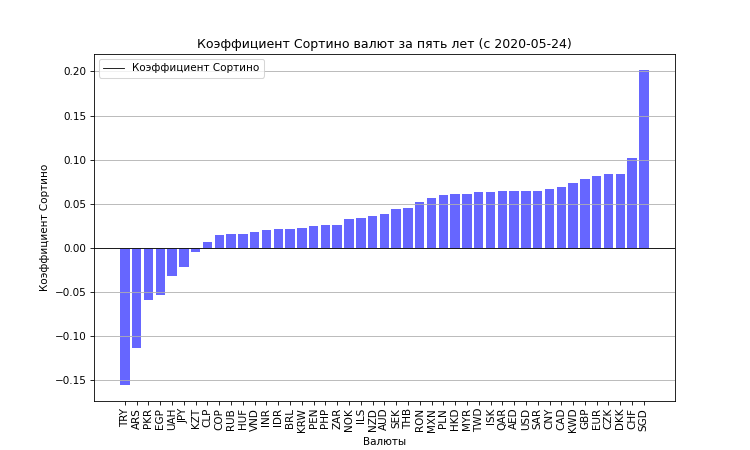 Коэффициент Сортино валют за пять лет (с 2020-05-24)
Коэффициент Сортино
Коэффициент Сортино
0.20
0.15
0.10
0.05
0.00
−0.05
−0.10
−0.15
TRY ARS PKR EGP UAH JPY KZT CLP COP RUB HUF VND INR IDR BRL KRW PEN PHP ZAR NOK ILS NZD AUD SEK THB RON MXN PLN HKD MYR TWD ISK QAR AED USD SAR CNY CAD KWD GBP EUR CZK DKK CHF SGD
Валюты